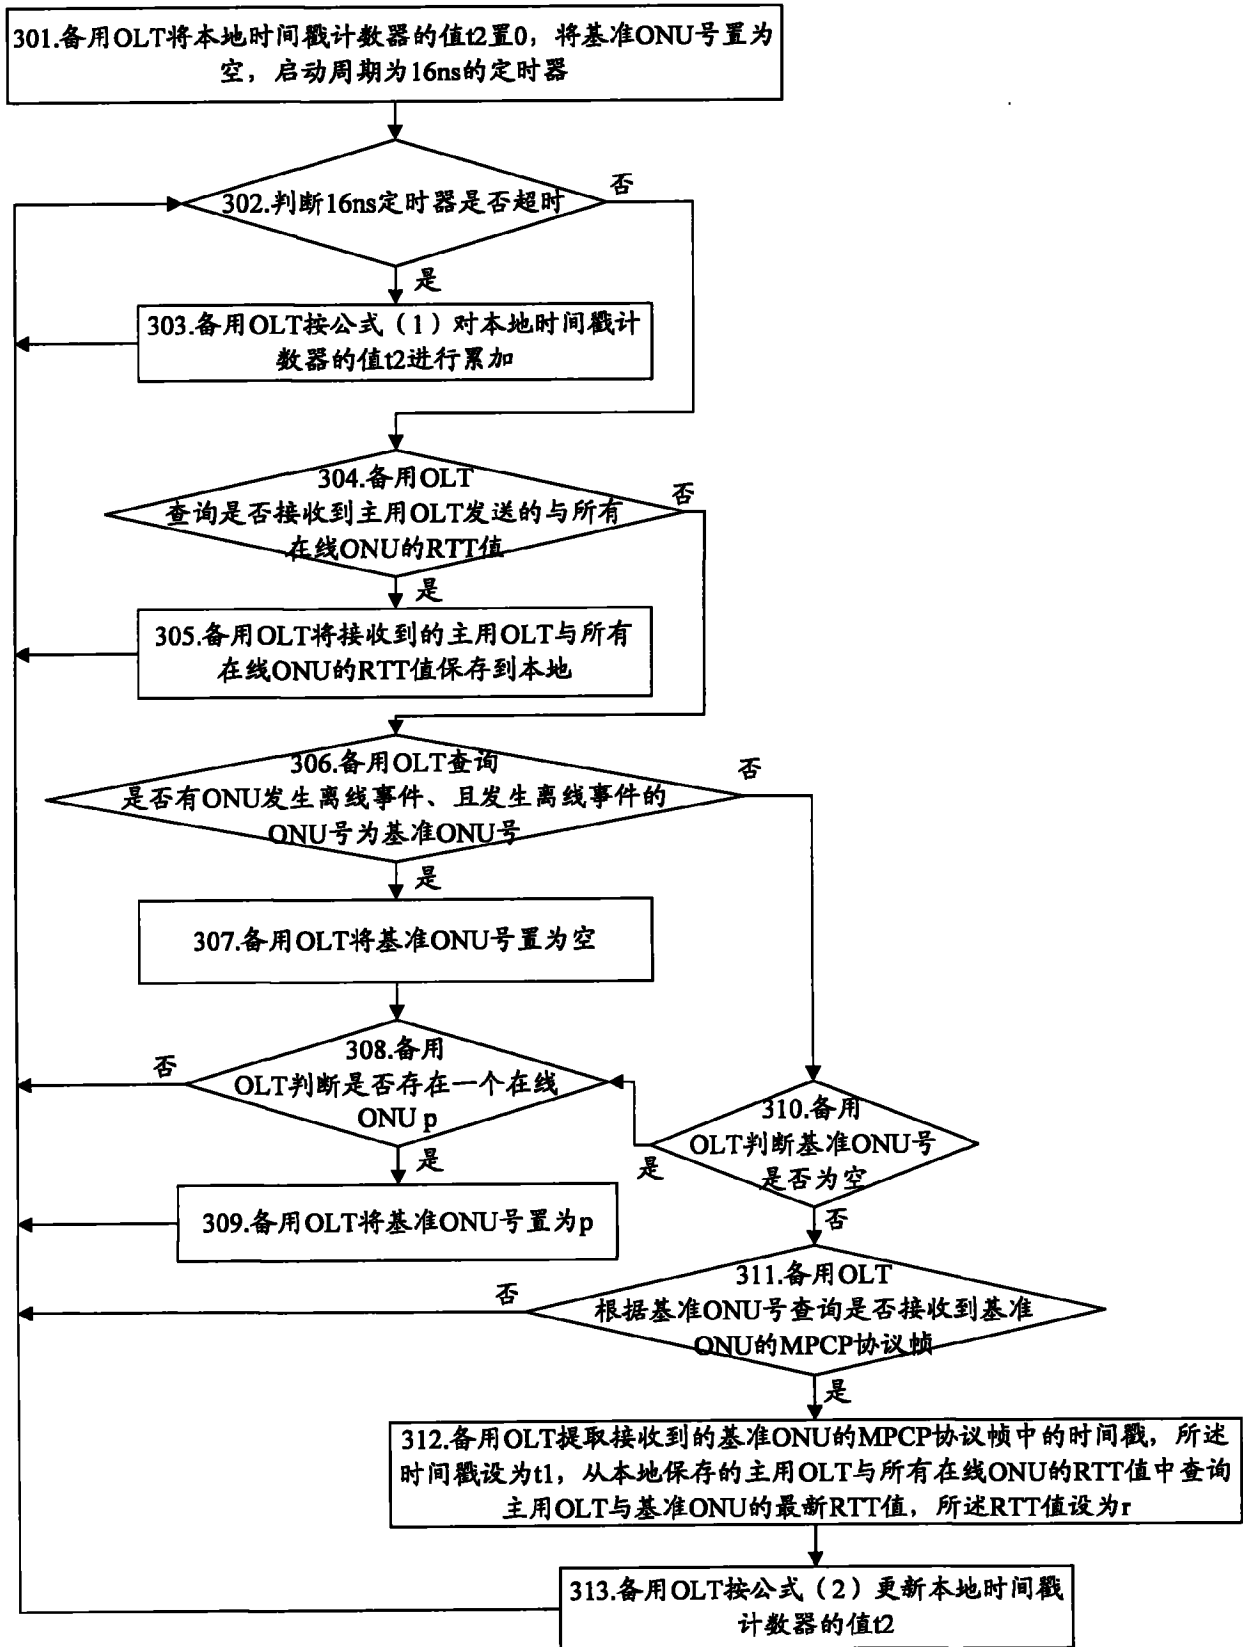 301.备用OLT将本地时间戳计数器的值t2置0，将基准ONU号置为
空，启动周期为16ns的定时器
302.判断16ns定时器是否超时
否
是
303.备用OLT按公式（1）对本地时间戳计
数器的值t2进行累加
304.备用OLT
查询是否接收到主用OLT发送的与所有
在线ONU的RTT值
否
是
305.备用OLT将接收到的主用OLT与所有
在线ONU的RTT值保存到本地
306.备用OLT查询
是否有ONU发生离线事件、且发生离线事件的
ONU号为基准ONU号
否
是
307.备用OLT将基准ONU号置为空
308.备用
OLT判断是否存在一个在线
ONU p
否
是
309.备用OLT将基准ONU号置为p
310.备用
OLT判断基准ONU号
是否为空
是
否
311.备用OLT
根据基准ONU号查询是否接收到基准
ONU的MPCP协议帧
否
是
312.备用OLT提取接收到的基准ONU的MPCP协议帧中的时间戳，所述
时间戳设为t1，从本地保存的主用OLT与所有在线ONU的RTT值中查询
主用OLT与基准ONU的最新RTT值，所述RTT值设为r
313.备用OLT按公式（2）更新本地时间戳
计数器的值t2